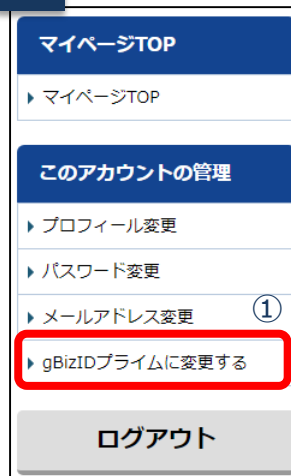 マイページTOP
マイページTOP
このアカウントの管理
プロフィール変更
パスワード変更
メールアドレス変更 ①
gBizIDプライムに変更する
ログアウト